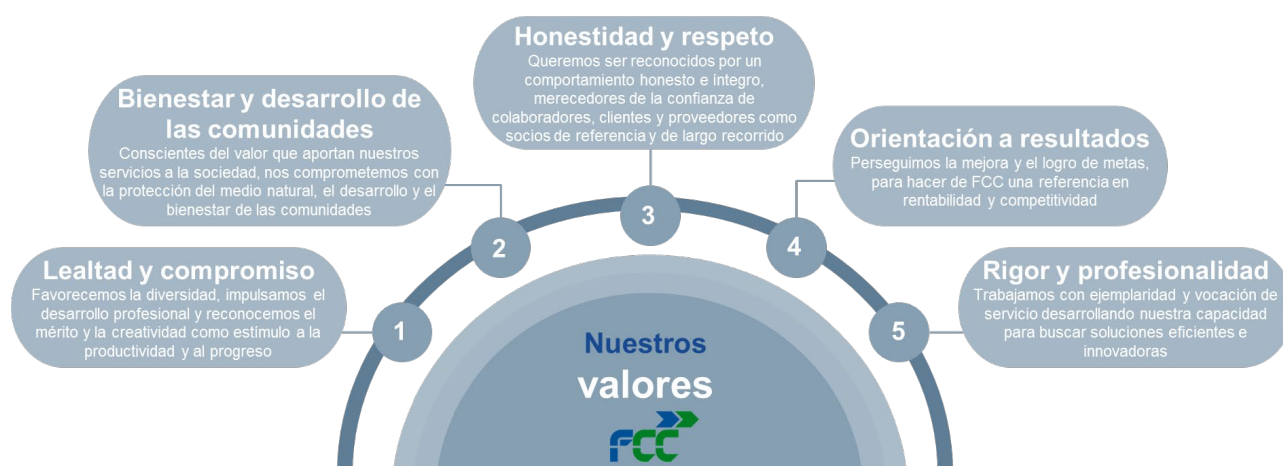 Lealtad y compromiso
Favorecemos la diversidad, impulsamos el
desarrollo profesional y reconocemos el
mérito y la creatividad como estímulo a la
productividad y al progreso
1
Bienestar y desarrollo de
las comunidades
Conscientes del valor que aportan nuestros
servicios a la sociedad, nos comprometemos con
la protección del medio natural, el desarrollo y el
bienestar de las comunidades
2
Honestidad y respeto
Queremos ser reconocidos por un
comportamiento honesto e íntegro,
merecedores de la confianza de
colaboradores, clientes y proveedores como
socios de referencia y de largo recorrido
3
Orientación a resultados
Perseguimos la mejora y el logro de metas,
para hacer de FCC una referencia en
rentabilidad y competitividad
4
Rigor y profesionalidad
Trabajamos con ejemplaridad y vocación de
servicio desarrollando nuestra capacidad
para buscar soluciones eficientes e
innovadoras
5
Nuestros
valores
FCC